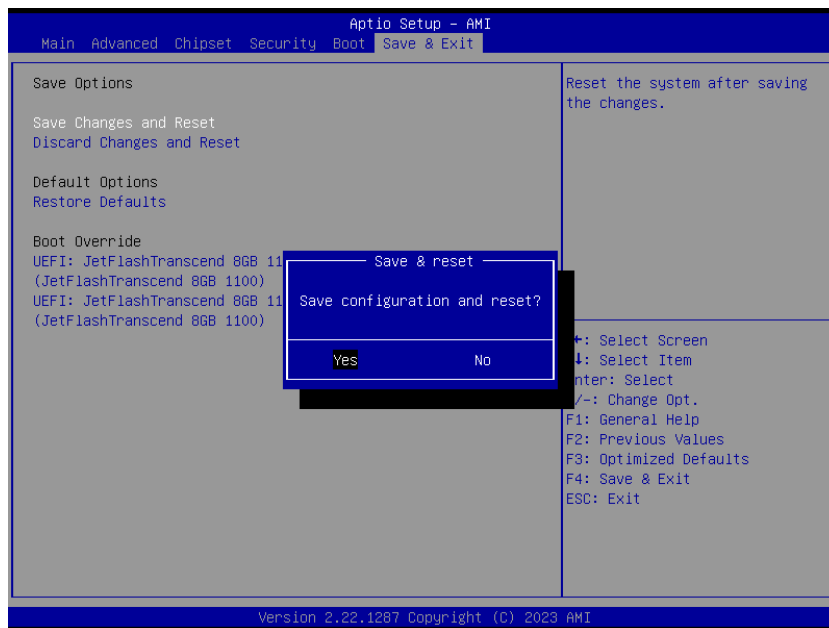 Aptio Setup – AMI
Main Advanced Chipset Security Boot Save & Exit
Save Options
Save Changes and Reset
Discard Changes and Reset
Default Options
Restore Defaults
Boot Override
UEFI: JetFlashTranscend 8GB 11
(JetFlashTranscend 8GB 1100)
UEFI: JetFlashTranscend 8GB 11
(JetFlashTranscend 8GB 1100)
Save & reset
Save configuration and reset?
Yes No
Reset the system after saving
the changes.
←: Select Screen
↓: Select Item
nter: Select
/-: Change Opt.
F1: General Help
F2: Previous Values
F3: Optimized Defaults
F4: Save & Exit
ESC: Exit
Version 2.22.1287 Copyright (C) 2023 AMI